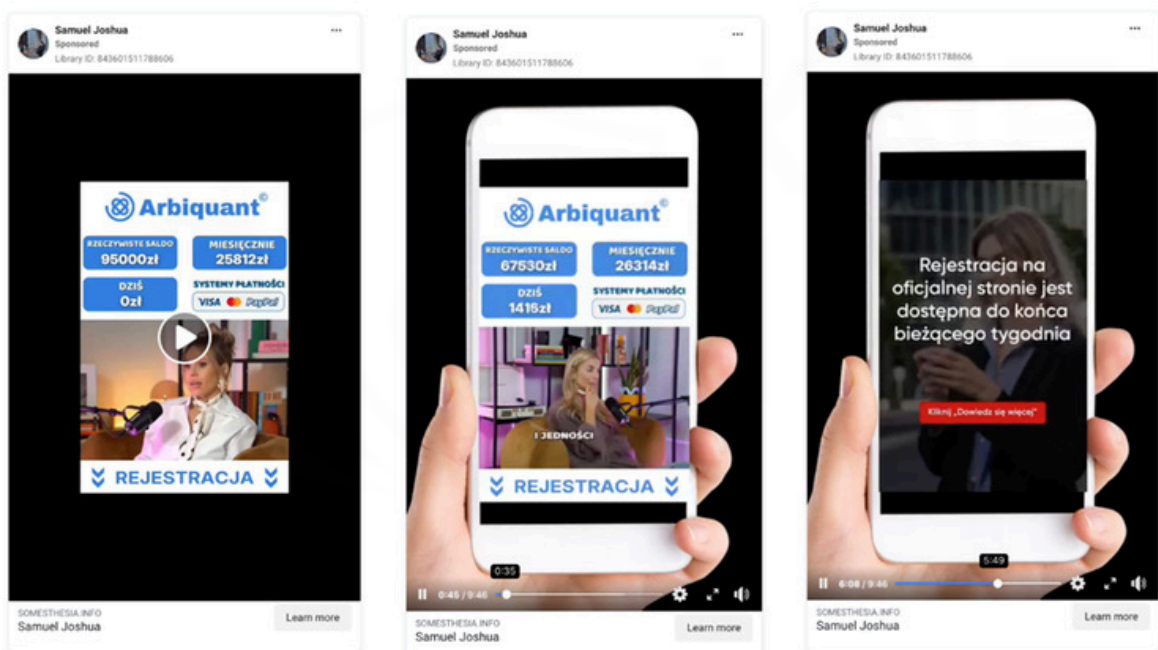 Samuel Joshua
Sponsored
Library ID: 843601511788606
Arbiquant©
RZECZYWISTE SALDO
95000zł
MIESIĘCZNIE
25812zł
DZIŚ
0zł
SYSTEMY PŁATNOŚCI
VISA PayPal
REJESTRACJA
SOMESTHESIA.INFO
Samuel Joshua
Learn more
Samuel Joshua
Sponsored
Library ID: 843601511788606
Arbiquant©
RZECZYWISTE SALDO
67530zł
MIESIĘCZNIE
26314zł
DZIŚ
1416zł
SYSTEMY PŁATNOŚCI
VISA PayPal
I JEDNOŚCI
REJESTRACJA
0:35
0:45 / 9:46
SOMESTHESIA.INFO
Samuel Joshua
Learn more
Samuel Joshua
Sponsored
Library ID: 843601511788606
Rejestracja na
oficjalnej stronie jest
dostępna do końca
bieżącego tygodnia
Kliknij „Dowiedz się więcej"
5:49
6:08 / 9:46
SOMESTHESIA.INFO
Samuel Joshua
Learn more